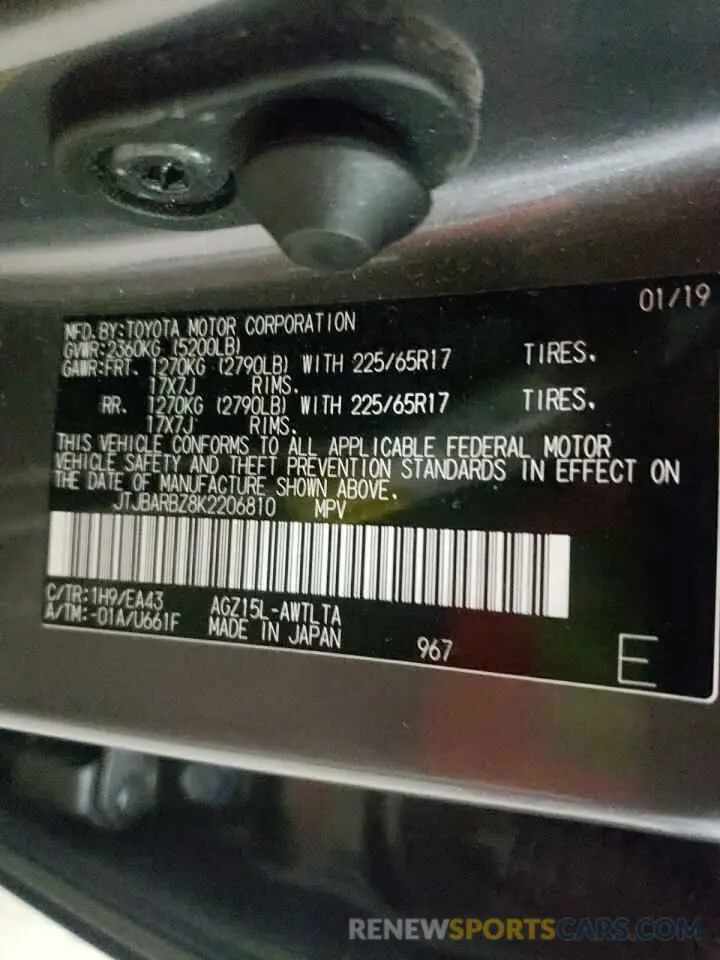 01/19
MFD. BY:TOYOTA MOTOR CORPORATION
GVWR:2360KG (5200LB)
GAWR:FRT. 1270KG (2790LB) WITH 225/65R17 TIRES.
17X7J RIMS.
RR. 1270KG (2790LB) WITH 225/65R17 TIRES.
17X7J RIMS.
THIS VEHICLE CONFORMS TO ALL APPLICABLE FEDERAL MOTOR
VEHICLE SAFETY AND THEFT PREVENTION STANDARDS IN EFFECT ON
THE DATE OF MANUFACTURE SHOWN ABOVE.
JTJBARBZ8K2206810 MPV
C/TR:1H9/EA43 AGZ15L-AWTLTA
A/TM:-01A/U661F MADE IN JAPAN 967 E
RENEWSPORTSCARS.COM